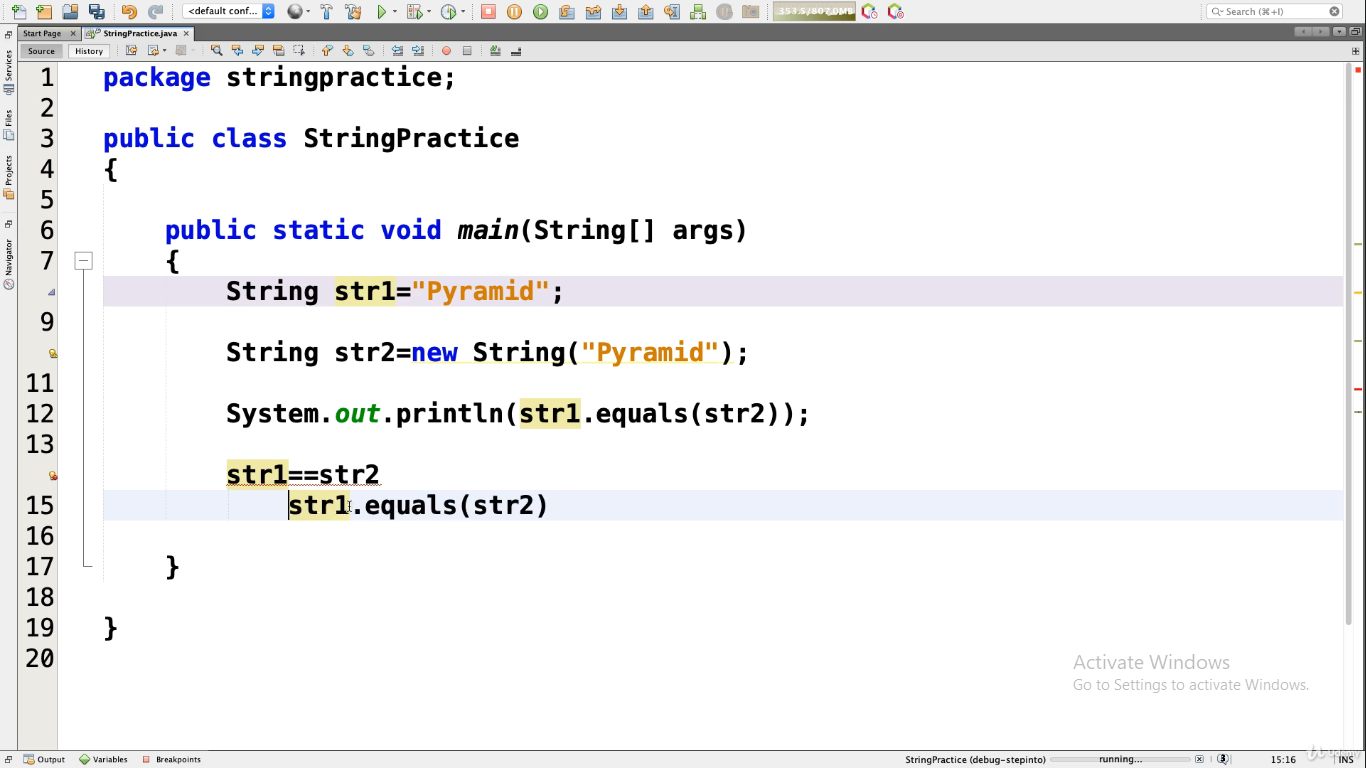 <default conf...
353.5/807.0MB
Search (⌘+I)
Start Page
StringPractice.java
Source
History
Services
Files
Projects
Navigator
1 package stringpractice;
2
3 public class StringPractice
4 {
5
6 public static void main(String[] args)
7 {
String str1="Pyramid";
9
String str2=new String("Pyramid");
11
12 System.out.println(str1.equals(str2));
13
str1==str2
15 str1.equals(str2)
16
17 }
18
19 }
20
Activate Windows
Go to Settings to activate Windows.
Udemy
Output
Variables
Breakpoints
StringPractice (debug-stepinto)
running...
3
15:16
INS